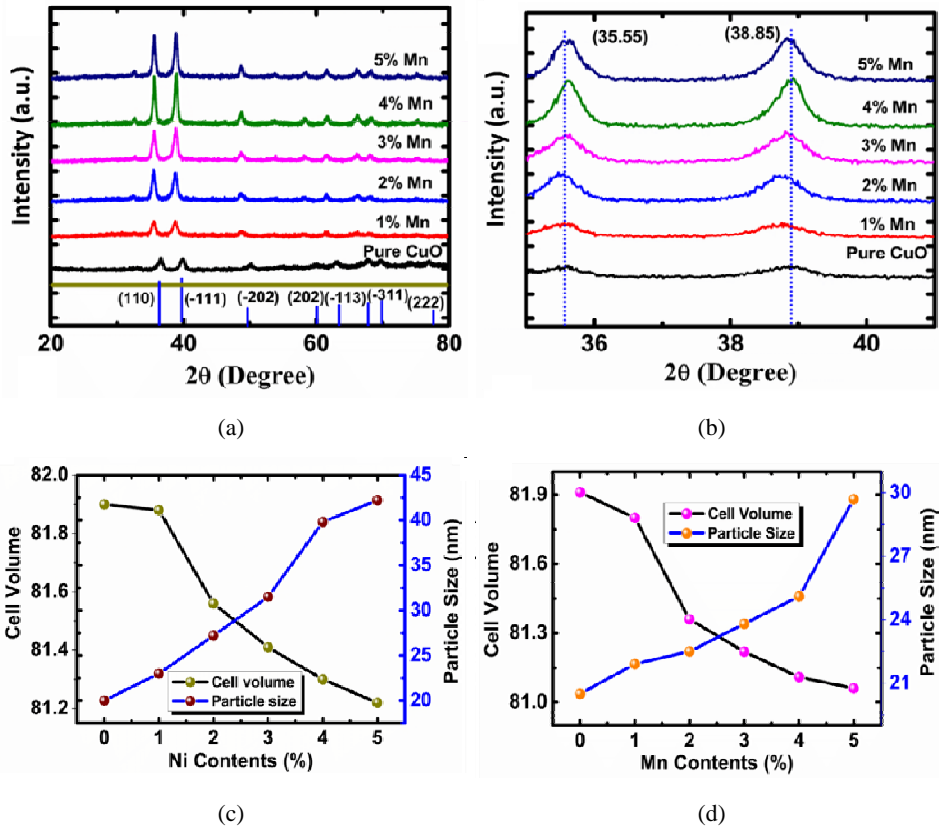 Intensity (a.u.)
5% Mn
4% Mn
3% Mn
2% Mn
1% Mn
Pure CuO
(110)
(-111)
(-202)
(202)
(-113)
(-311)
(222)
20 40 60 80
2θ (Degree)
(a)
Intensity (a.u.)
(35.55)
(38.85)
5% Mn
4% Mn
3% Mn
2% Mn
1% Mn
Pure CuO
36 38 40
2θ (Degree)
(b)
Cell Volume
82.0
81.8
81.6
81.4
81.2
Cell volume
Particle size
45
40
35
30
25
20
Particle Size (nm)
0 1 2 3 4 5
Ni Contents (%)
(c)
Cell Volume
81.9
81.6
81.3
81.0
Cell Volume
Particle Size
30
27
24
21
Particle Size (nm)
0 1 2 3 4 5
Mn Contents (%)
(d)